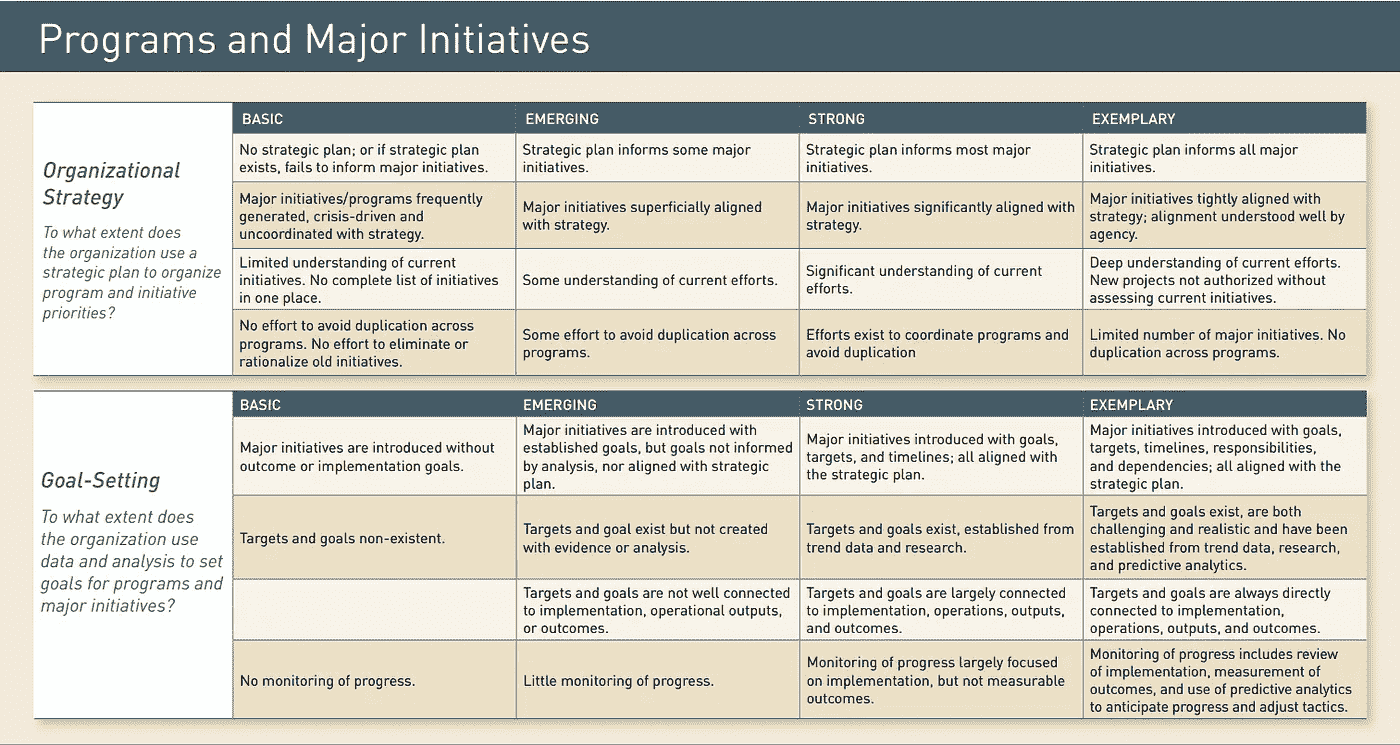 Programs and Major Initiatives
Organizational
Strategy
To what extent does
the organization use a
strategic plan to organize
program and initiative
priorities?
BASIC
EMERGING
STRONG
EXEMPLARY
No strategic plan; or if strategic plan
exists, fails to inform major initiatives.
Strategic plan informs some major
initiatives.
Strategic plan informs most major
initiatives.
Strategic plan informs all major
initiatives.
Major initiatives/programs frequently
generated, crisis-driven and
uncoordinated with strategy.
Major initiatives superficially aligned
with strategy.
Major initiatives significantly aligned with
strategy.
Major initiatives tightly aligned with
strategy; alignment understood well by
agency.
Limited understanding of current
initiatives. No complete list of initiatives
in one place.
Some understanding of current efforts.
Significant understanding of current
efforts.
Deep understanding of current efforts.
New projects not authorized without
assessing current initiatives.
No effort to avoid duplication across
programs. No effort to eliminate or
rationalize old initiatives.
Some effort to avoid duplication across
programs.
Efforts exist to coordinate programs and
avoid duplication
Limited number of major initiatives. No
duplication across programs.
Goal-Setting
To what extent does
the organization use
data and analysis to set
goals for programs and
major initiatives?
BASIC
EMERGING
STRONG
EXEMPLARY
Major initiatives are introduced without
outcome or implementation goals.
Major initiatives are introduced with
established goals, but goals not informed
by analysis, nor aligned with strategic
plan.
Major initiatives introduced with goals,
targets, and timelines; all aligned with
the strategic plan.
Major initiatives introduced with goals,
targets, timelines, responsibilities,
and dependencies; all aligned with the
strategic plan.
Targets and goals non-existent.
Targets and goal exist but not created
with evidence or analysis.
Targets and goals exist, established from
trend data and research.
Targets and goals exist, are both
challenging and realistic and have been
established from trend data, research,
and predictive analytics.
Targets and goals are not well connected
to implementation, operational outputs,
or outcomes.
Targets and goals are largely connected
to implementation, operations, outputs,
and outcomes.
Targets and goals are always directly
connected to implementation,
operations, outputs, and outcomes.
No monitoring of progress.
Little monitoring of progress.
Monitoring of progress largely focused
on implementation, but not measurable
outcomes.
Monitoring of progress includes review
of implementation, measurement of
outcomes, and use of predictive analytics
to anticipate progress and adjust tactics.